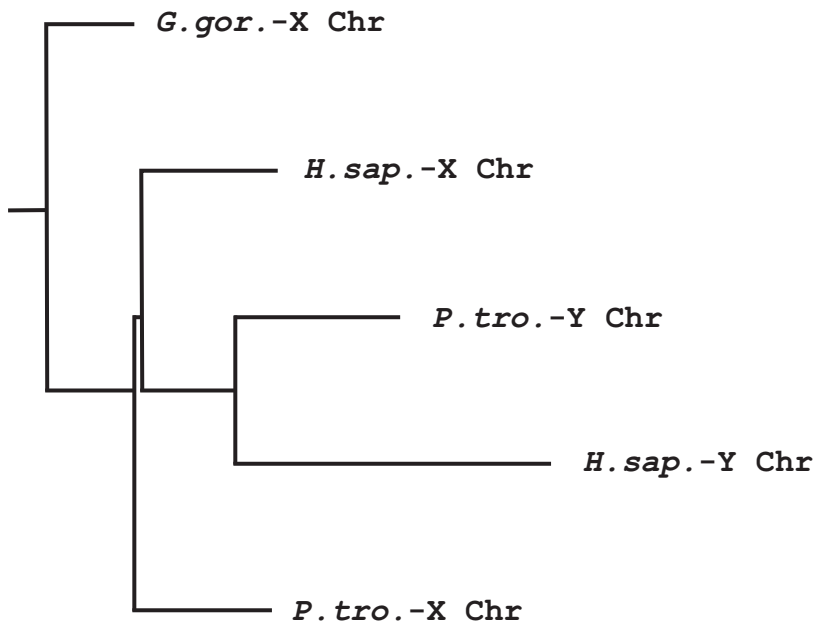 G.gor.-X Chr
H.sap.-X Chr
P.tro.-Y Chr
H.sap.-Y Chr
P.tro.-X Chr